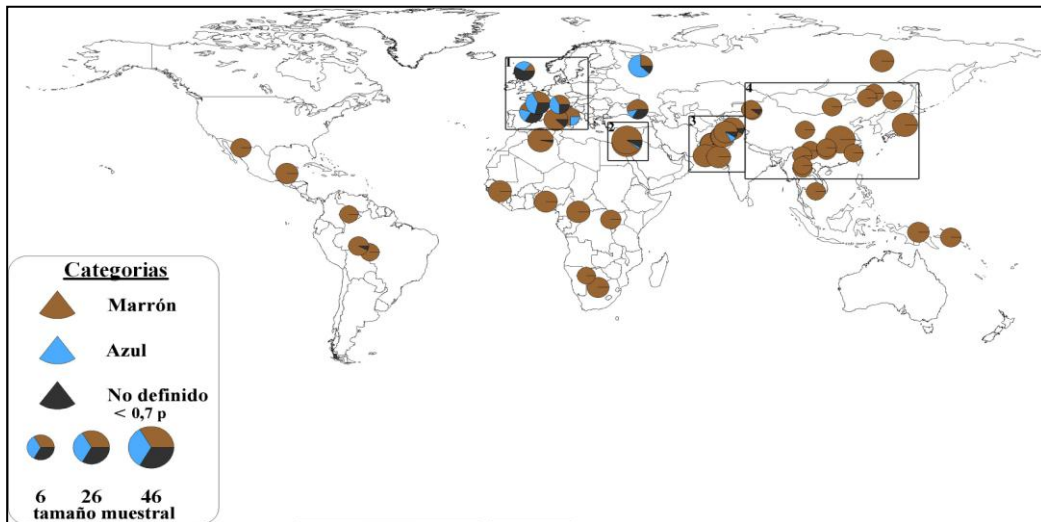 1
2
3
4
Categorias
Marrón
Azul
No definido
< 0,7 p
6 26 46
tamaño muestral